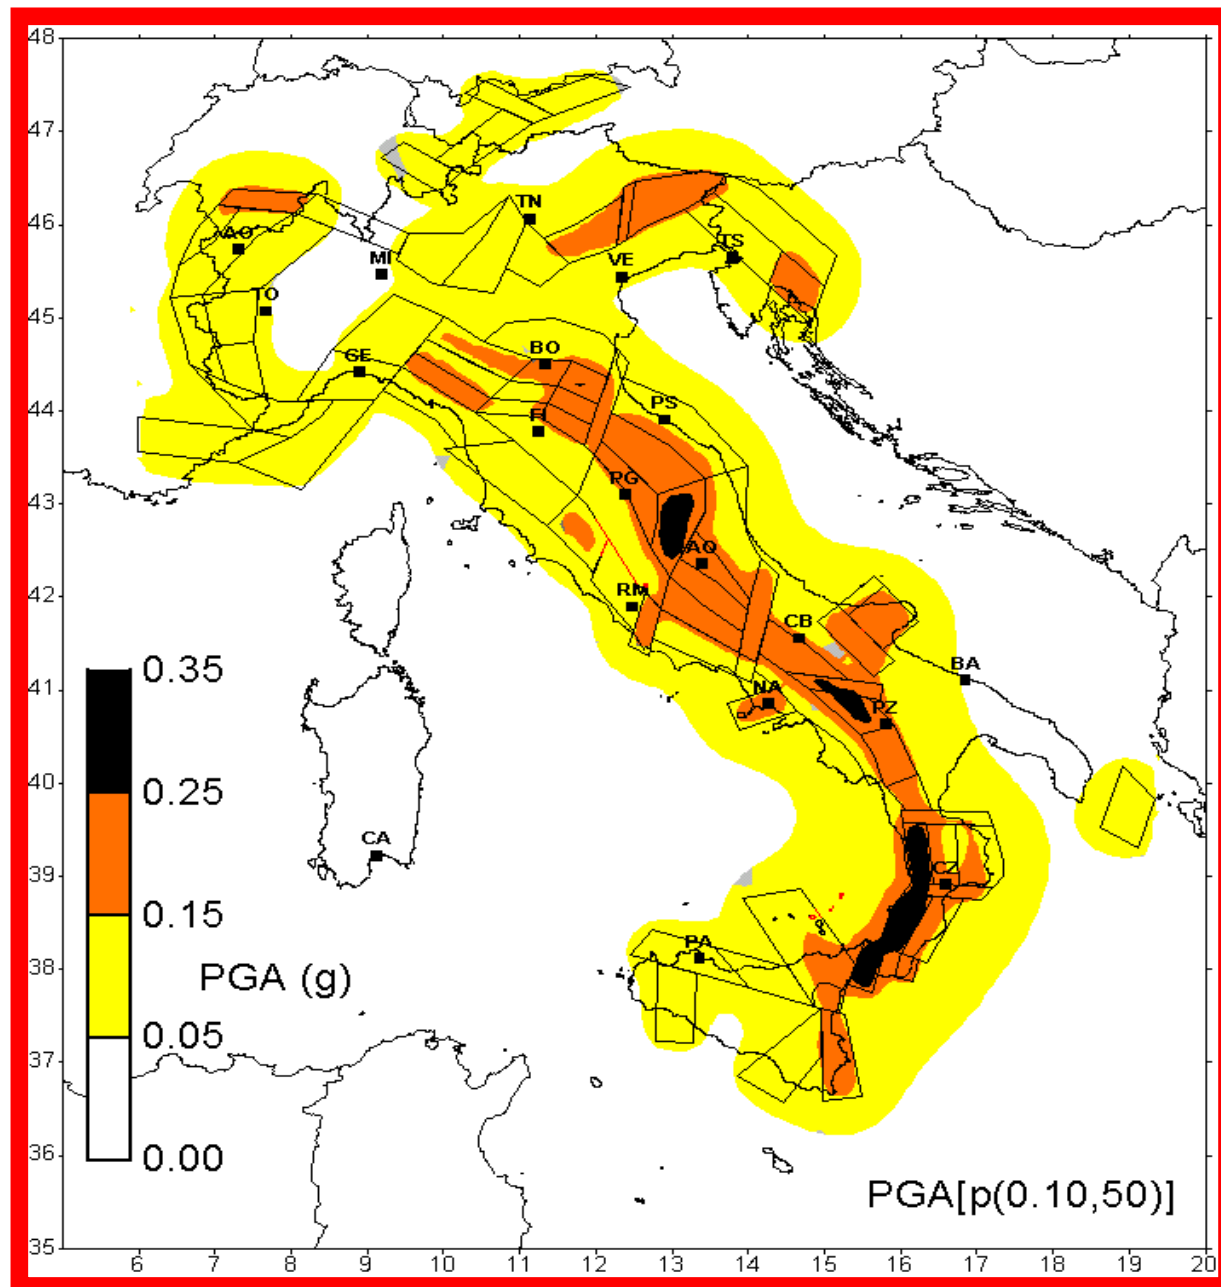 48
47
46
45
44
43
42
41
40
39
38
37
36
35
TN
AO
MI
VE
TS
TO
GE
BO
FI
PS
PG
AQ
RM
CB
BA
NA
PZ
CA
CZ
PA
0.35
0.25
0.15
PGA (g)
0.05
0.00
PGA[p(0.10,50)]
6 7 8 9 10 11 12 13 14 15 16 17 18 19 20